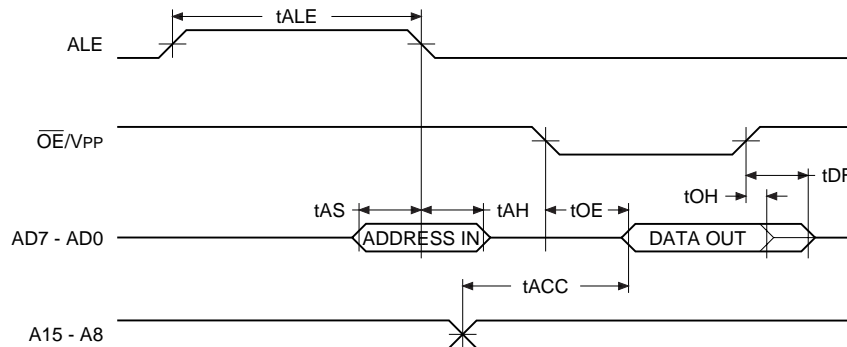 tALE
ALE
OE/VPP
tDF
tOH
tAS
tAH
tOE
AD7 - AD0
ADDRESS IN
DATA OUT
tACC
A15 - A8